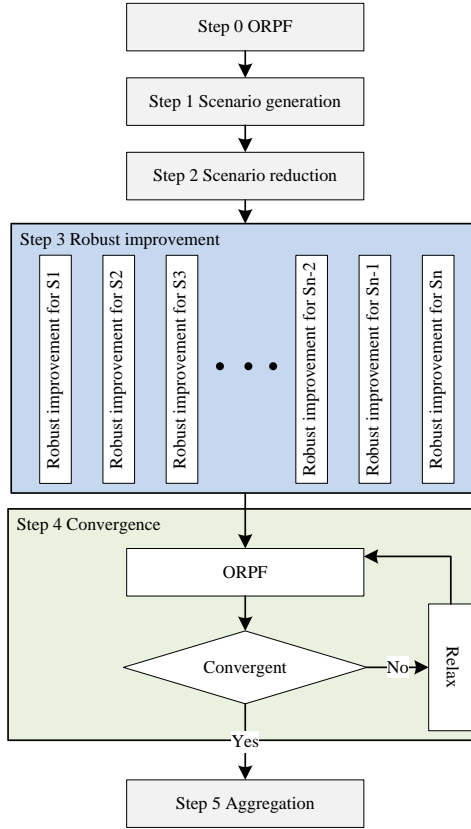 Step 0 ORPF
Step 1 Scenario generation
Step 2 Scenario reduction
Step 3 Robust improvement
Robust improvement for S1
Robust improvement for S2
Robust improvement for S3
Robust improvement for Sn-2
Robust improvement for Sn-1
Robust improvement for Sn
Step 4 Convergence
ORPF
Convergent
No
Relax
Yes
Step 5 Aggregation